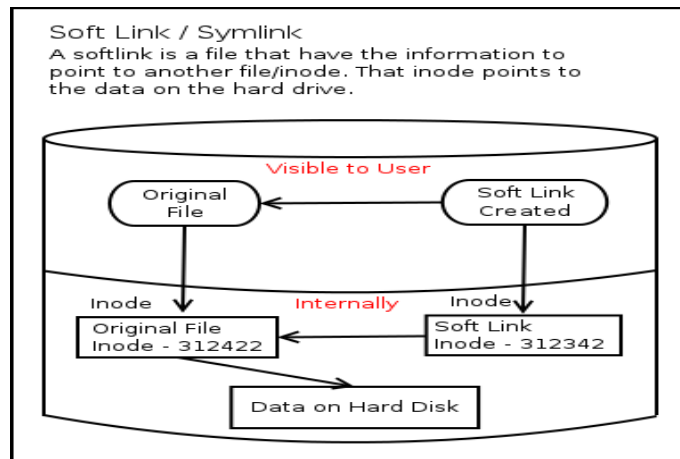 Soft Link / Symlink
A softlink is a file that have the information to
point to another file/inode. That inode points to
the data on the hard drive.
Visible to User
Original
File
Soft Link
Created
Inode
Internally
Inode
Original File
Inode - 312422
Soft Link
Inode - 312342
Data on Hard Disk